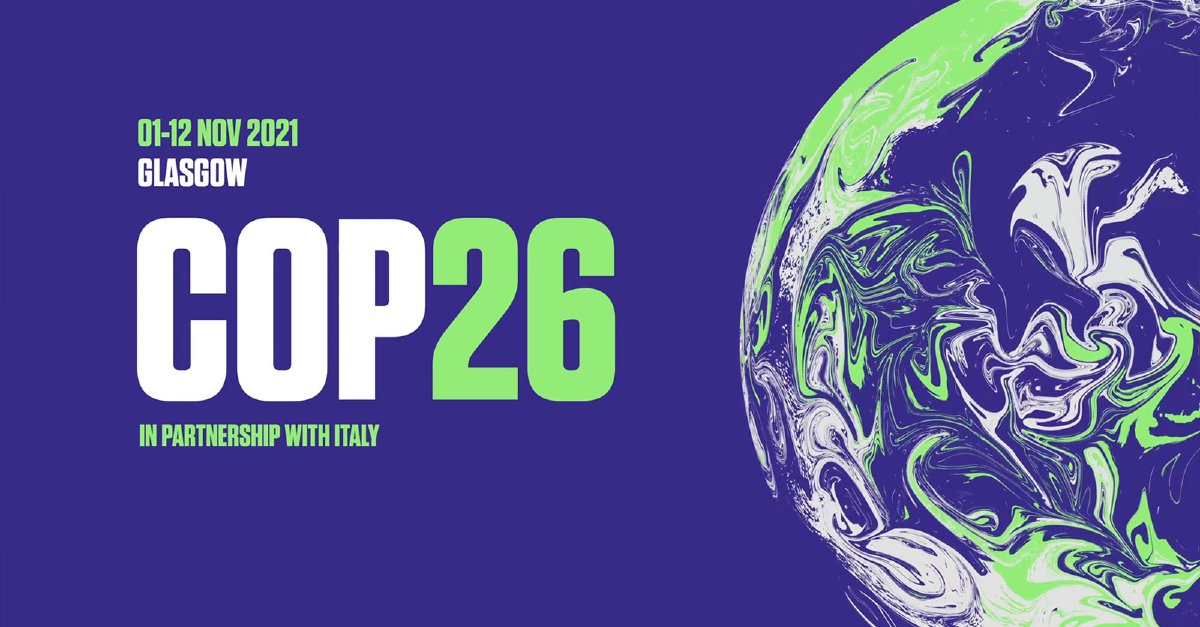 01-12 NOV 2021
GLASGOW
COP26
IN PARTNERSHIP WITH ITALY